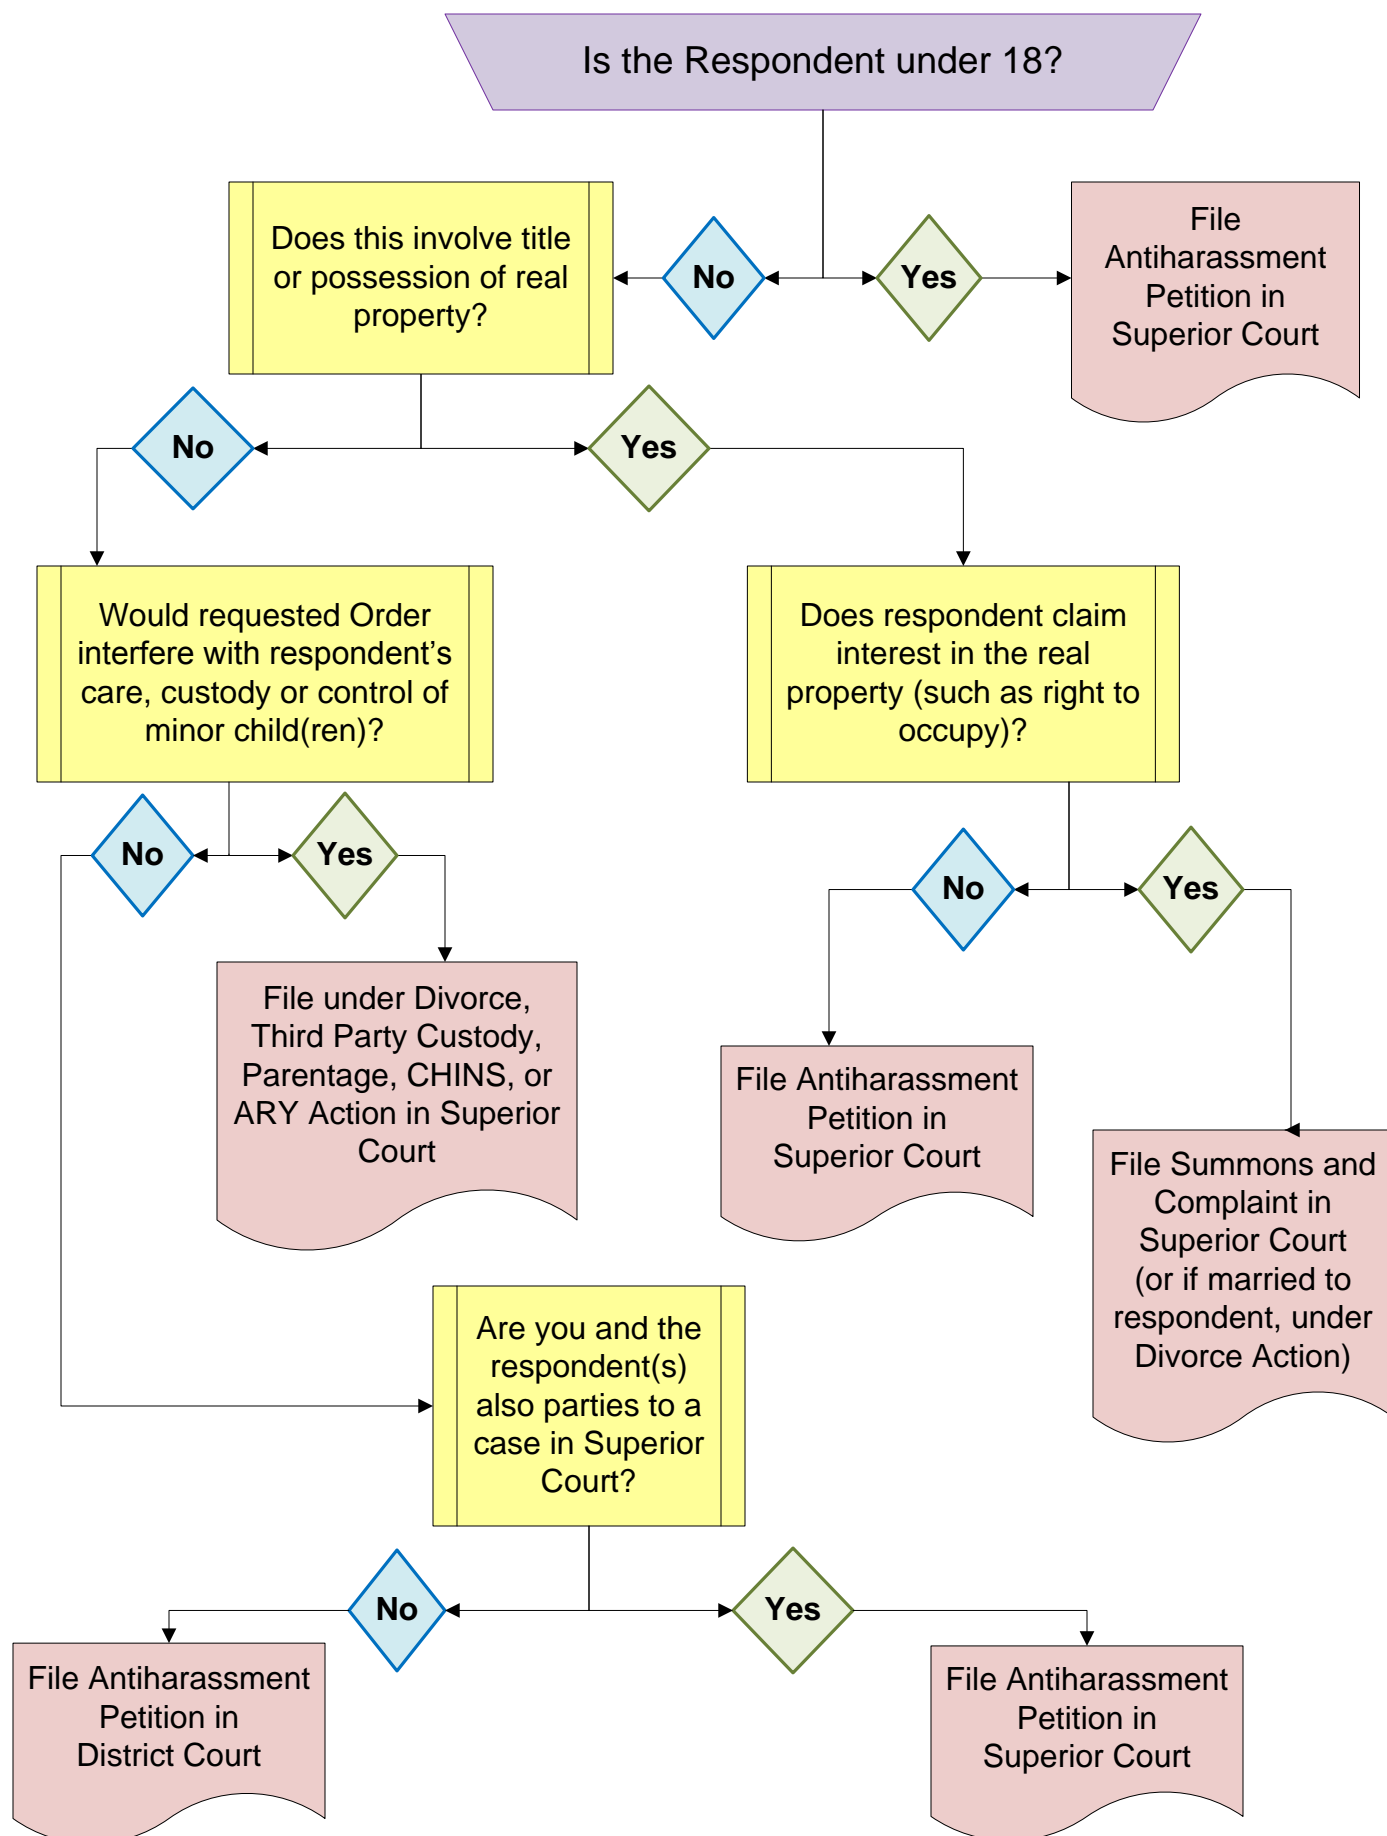 Is the Respondent under 18?
Does this involve title
or possession of real
property?
No
Yes
File
Antiharassment
Petition in
Superior Court
No
Yes
Would requested Order
interfere with respondent’s
care, custody or control of
minor child(ren)?
Does respondent claim
interest in the real
property (such as right to
occupy)?
No
Yes
No
Yes
File under Divorce,
Third Party Custody,
Parentage, CHINS, or
ARY Action in Superior
Court
File Antiharassment
Petition in
Superior Court
File Summons and
Complaint in
Superior Court
(or if married to
respondent, under
Divorce Action)
Are you and the
respondent(s)
also parties to a
case in Superior
Court?
No
Yes
File Antiharassment
Petition in
District Court
File Antiharassment
Petition in
Superior Court